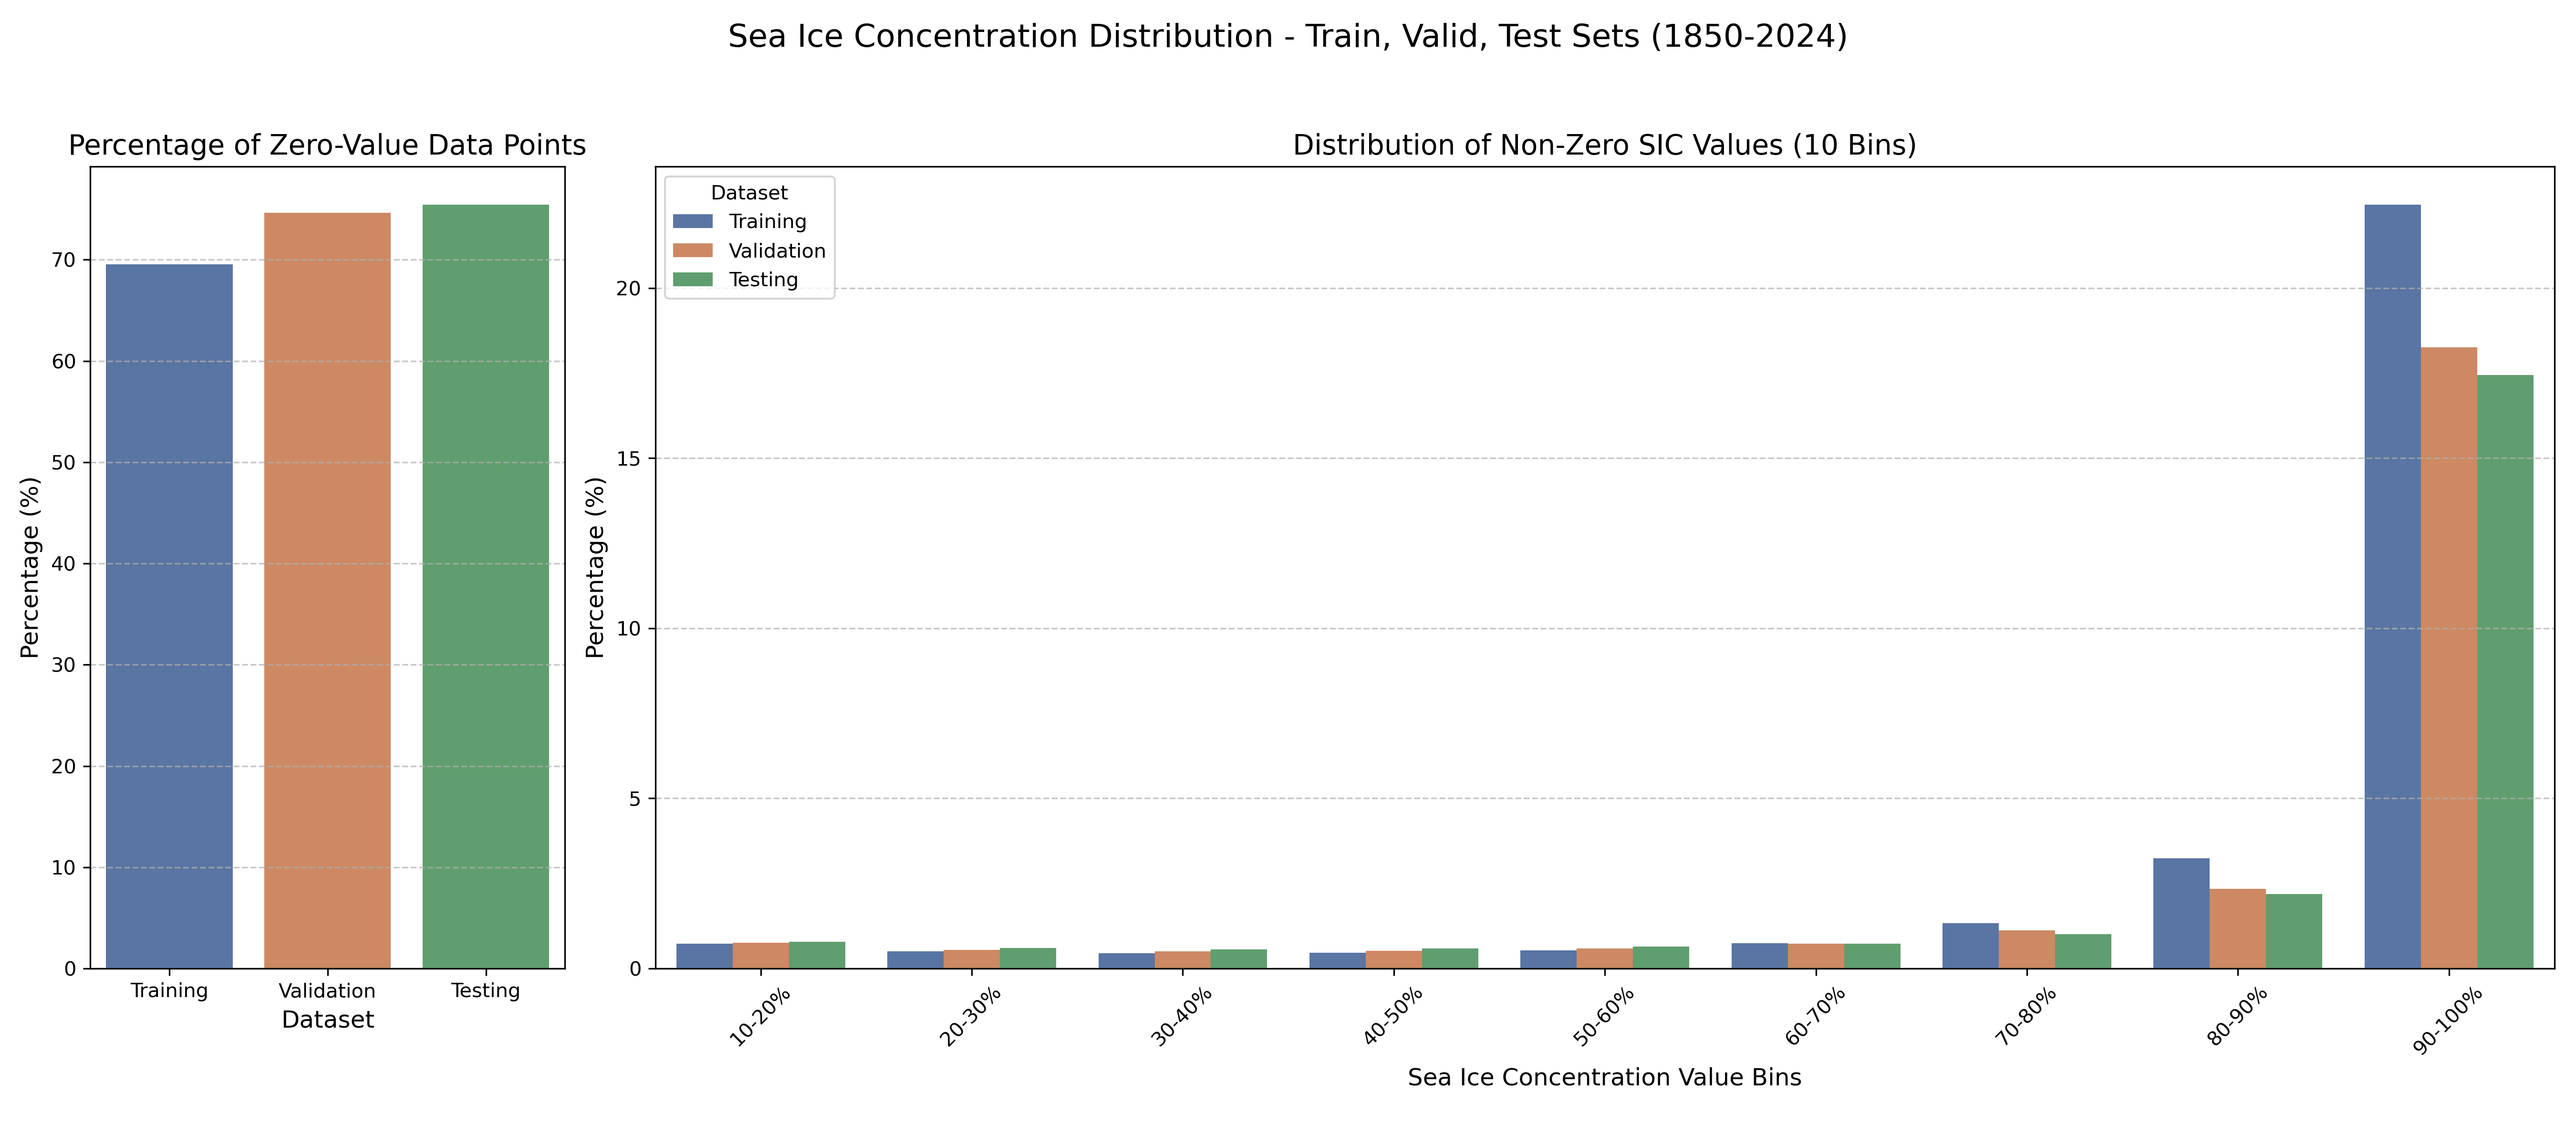 Sea Ice Concentration Distribution - Train, Valid, Test Sets (1850-2024)
Percentage of Zero-Value Data Points
Percentage (%)
70
60
50
40
30
20
10
0
Training
Validation
Testing
Dataset
Distribution of Non-Zero SIC Values (10 Bins)
Dataset
Training
Validation
Testing
Percentage (%)
20
15
10
5
0
10-20%
20-30%
30-40%
40-50%
50-60%
60-70%
70-80%
80-90%
90-100%
Sea Ice Concentration Value Bins